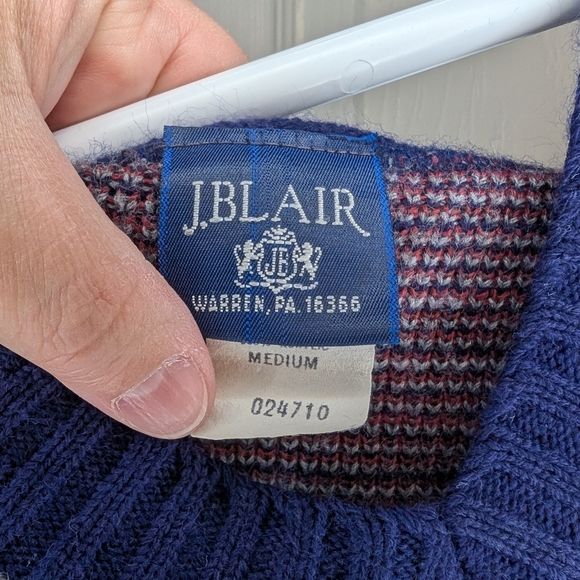 J.BLAIR
JB
WARREN, PA. 16366
MEDIUM
024710